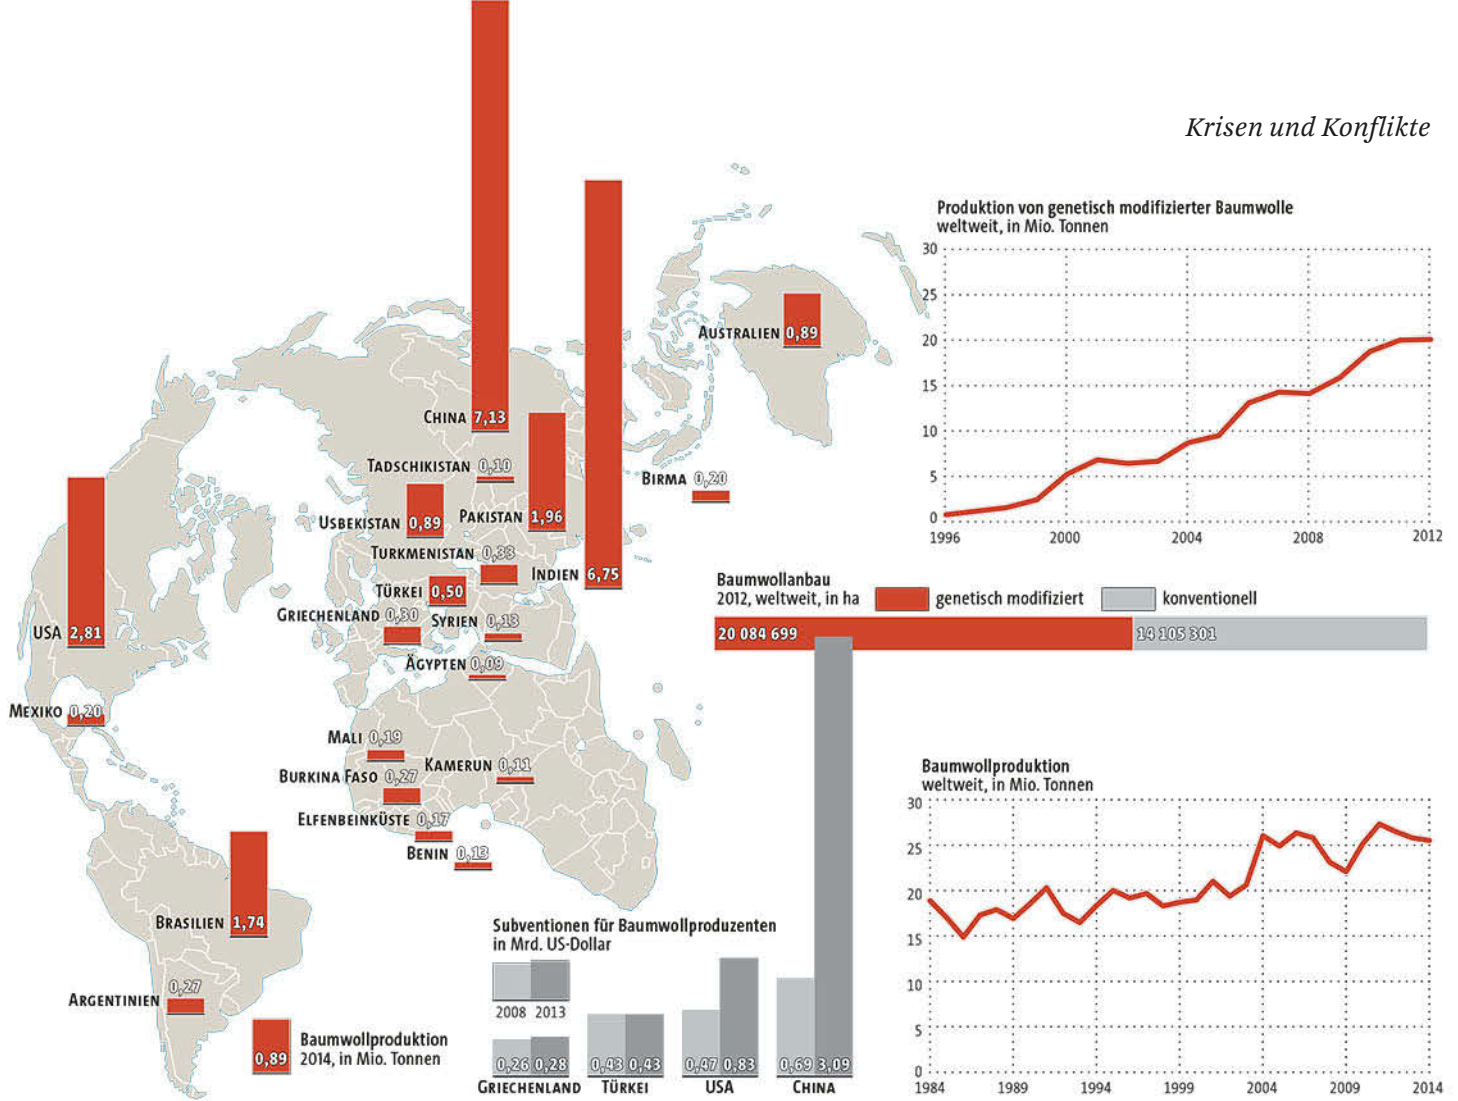 Krisen und Konflikte
Produktion von genetisch modifizierter Baumwolle
weltweit, in Mio. Tonnen
30
25
20
15
10
5
0
1996 2000 2004 2008 2012
AUSTRALIEN 0,89
CHINA 7,13
TADSCHIKISTAN 0,10
BIRMA 0,20
USBEKISTAN 0,89
PAKISTAN 1,96
TURKMENISTAN 0,33
INDIEN 6,75
TÜRKEI 0,50
GRIECHENLAND 0,30
SYRIEN 0,13
USA 2,81
ÄGYPTEN 0,09
MEXIKO 0,20
MALI 0,19
KAMERUN 0,11
BURKINA FASO 0,27
ELFENBEINKÜSTE 0,17
BENIN 0,13
BRASILIEN 1,74
ARGENTINIEN 0,27
0,89 Baumwollproduktion
2014, in Mio. Tonnen
Baumwollanbau
2012, weltweit, in ha genetisch modifiziert konventionell
20 084 699 14 105 301
Subventionen für Baumwollproduzenten
in Mrd. US-Dollar
2008 2013
0,26 0,28 0,43 0,43 0,47 0,83 0,69 3,09
GRIECHENLAND TÜRKEI USA CHINA
Baumwollproduktion
weltweit, in Mio. Tonnen
30
25
20
15
10
5
0
1984 1989 1994 1999 2004 2009 2014